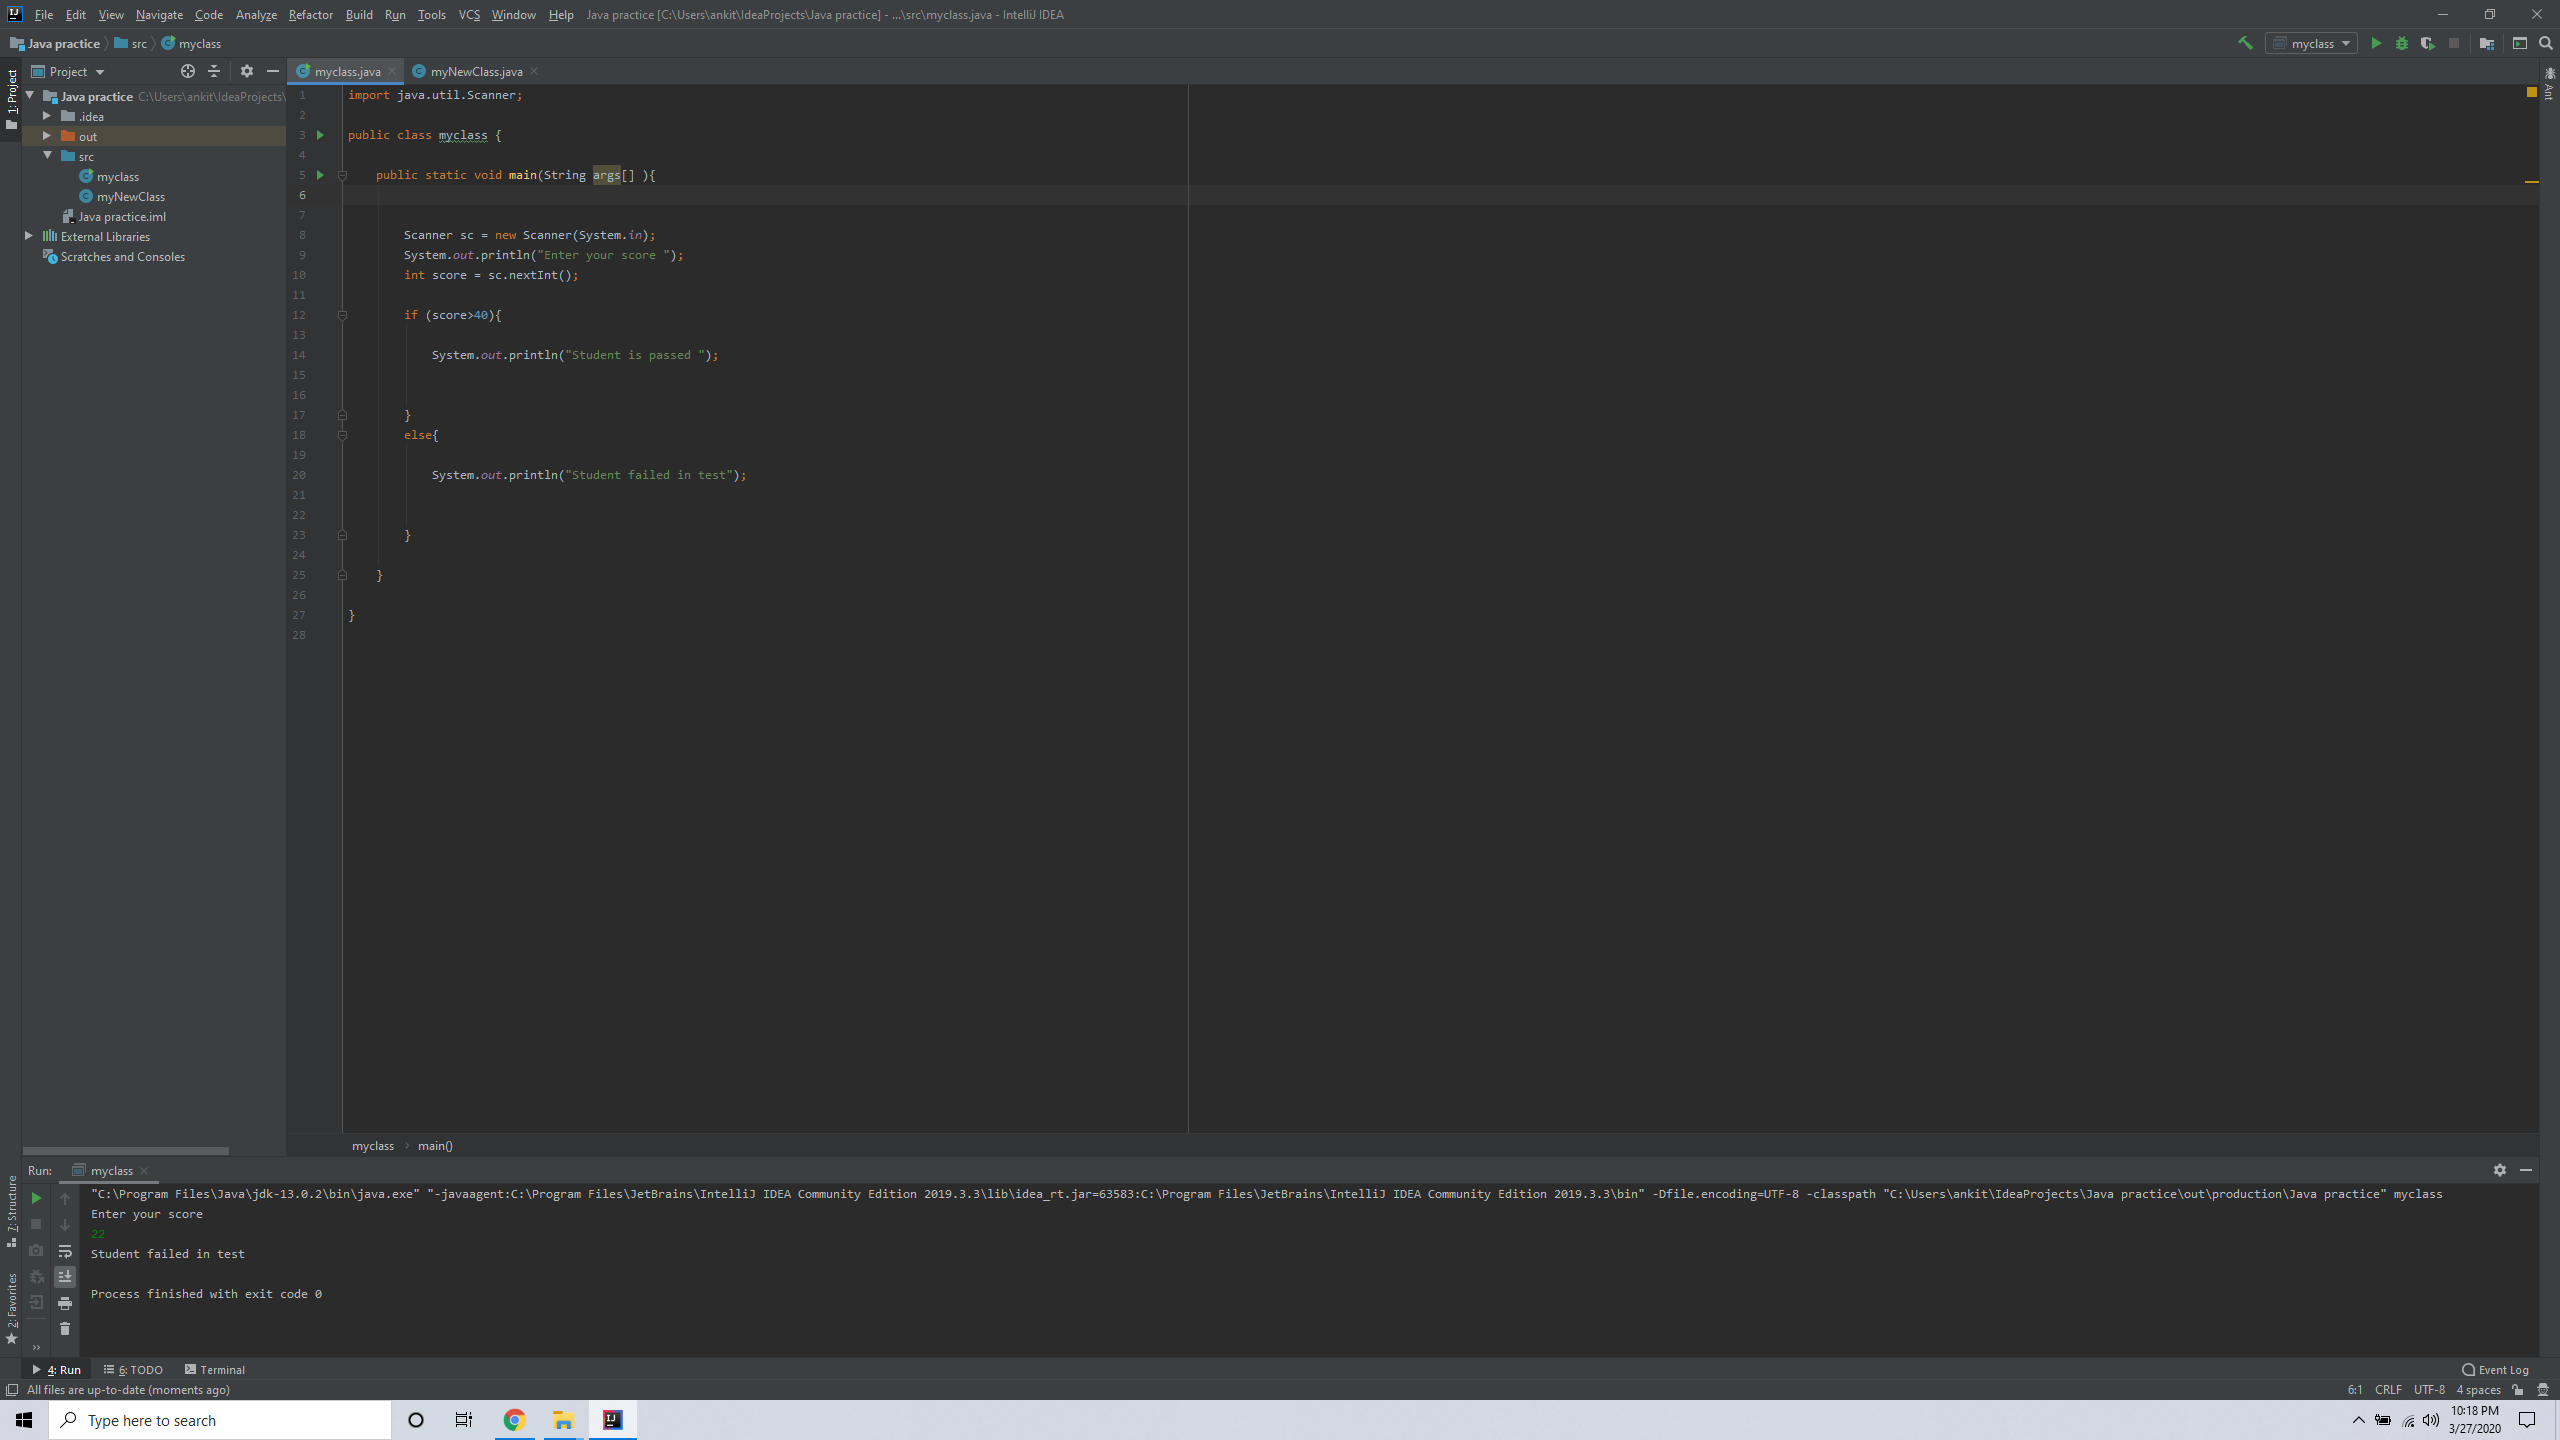 File Edit View Navigate Code Analyze Refactor Build Run Tools VCS Window Help Java practice [C:\Users\ankit\IdeaProjects\Java practice] - ...\src\myclass.java - IntelliJ IDEA
Java practice src myclass
myclass
1: Project
Project
myclass.java
myNewClass.java
Ant
Java practice C:\Users\ankit\IdeaProjects\
.idea
out
src
myclass
myNewClass
Java practice.iml
External Libraries
Scratches and Consoles
1 import java.util.Scanner;
2
3 public class myclass {
4
5 public static void main(String args[] ){
6
7
8 Scanner sc = new Scanner(System.in);
9 System.out.println("Enter your score ");
10 int score = sc.nextInt();
11
12 if (score>40){
13
14 System.out.println("Student is passed ");
15
16
17 }
18 else{
19
20 System.out.println("Student failed in test");
21
22
23 }
24
25 }
26
27 }
28
myclass main()
Run: myclass
7: Structure
2: Favorites
"C:\Program Files\Java\jdk-13.0.2\bin\java.exe" "-javaagent:C:\Program Files\JetBrains\IntelliJ IDEA Community Edition 2019.3.3\lib\idea_rt.jar=63583:C:\Program Files\JetBrains\IntelliJ IDEA Community Edition 2019.3.3\bin" -Dfile.encoding=UTF-8 -classpath "C:\Users\ankit\IdeaProjects\Java practice\out\production\Java practice" myclass
Enter your score
22
Student failed in test
Process finished with exit code 0
4: Run 6: TODO Terminal Event Log
All files are up-to-date (moments ago) 6:1 CRLF UTF-8 4 spaces
Type here to search
10:18 PM
3/27/2020